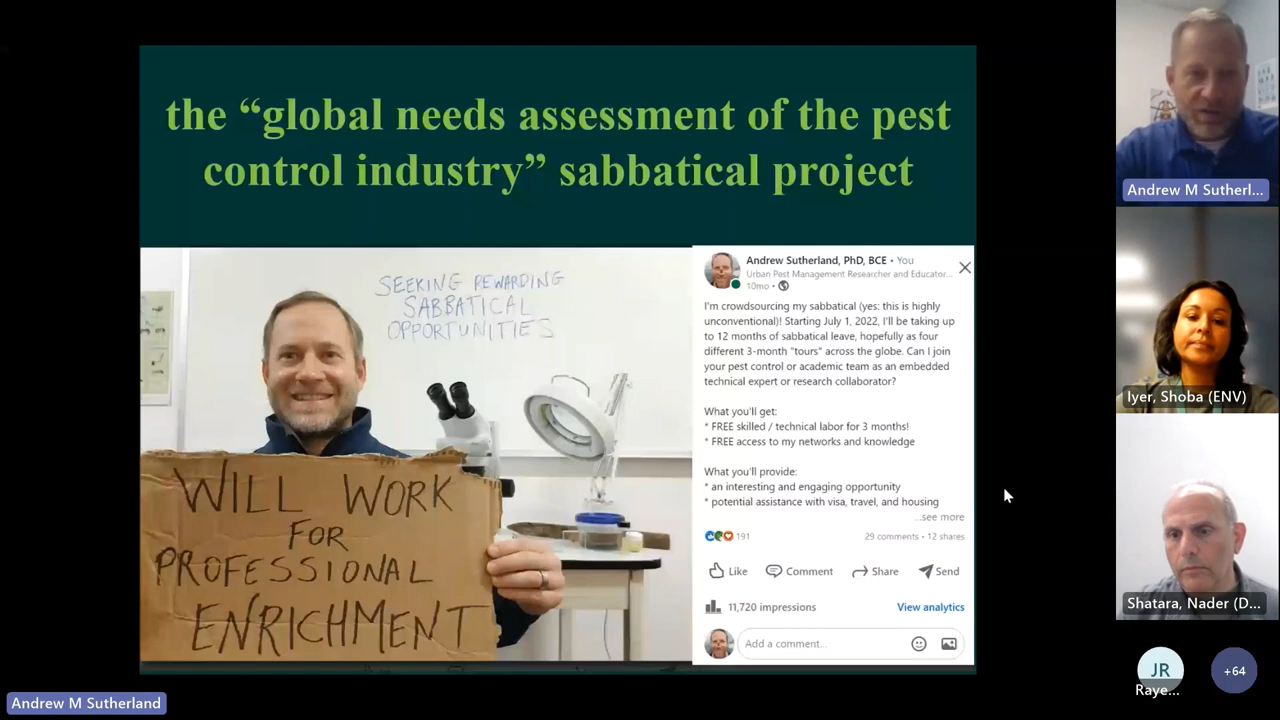 the “global needs assessment of the pest
control industry” sabbatical project
SEEKING REWARDING
SABBATICAL
OPPORTUNITIES
WILL WORK
FOR
PROFESSIONAL
ENRICHMENT
Andrew Sutherland, PhD, BCE • You
Urban Pest Management Researcher and Educator...
10mo •
I'm crowdsourcing my sabbatical (yes: this is highly
unconventional)! Starting July 1, 2022, I'll be taking up
to 12 months of sabbatical leave, hopefully as four
different 3-month "tours" across the globe. Can I join
your pest control or academic team as an embedded
technical expert or research collaborator?
What you'll get:
* FREE skilled / technical labor for 3 months!
* FREE access to my networks and knowledge
What you'll provide:
* an interesting and engaging opportunity
* potential assistance with visa, travel, and housing
...see more
191
29 comments • 12 shares
Like Comment Share Send
11,720 impressions
View analytics
Add a comment...
Andrew M Sutherl...
Iyer, Shoba (ENV)
Shatara, Nader (D...
JR
Raye...
+64
Andrew M Sutherland